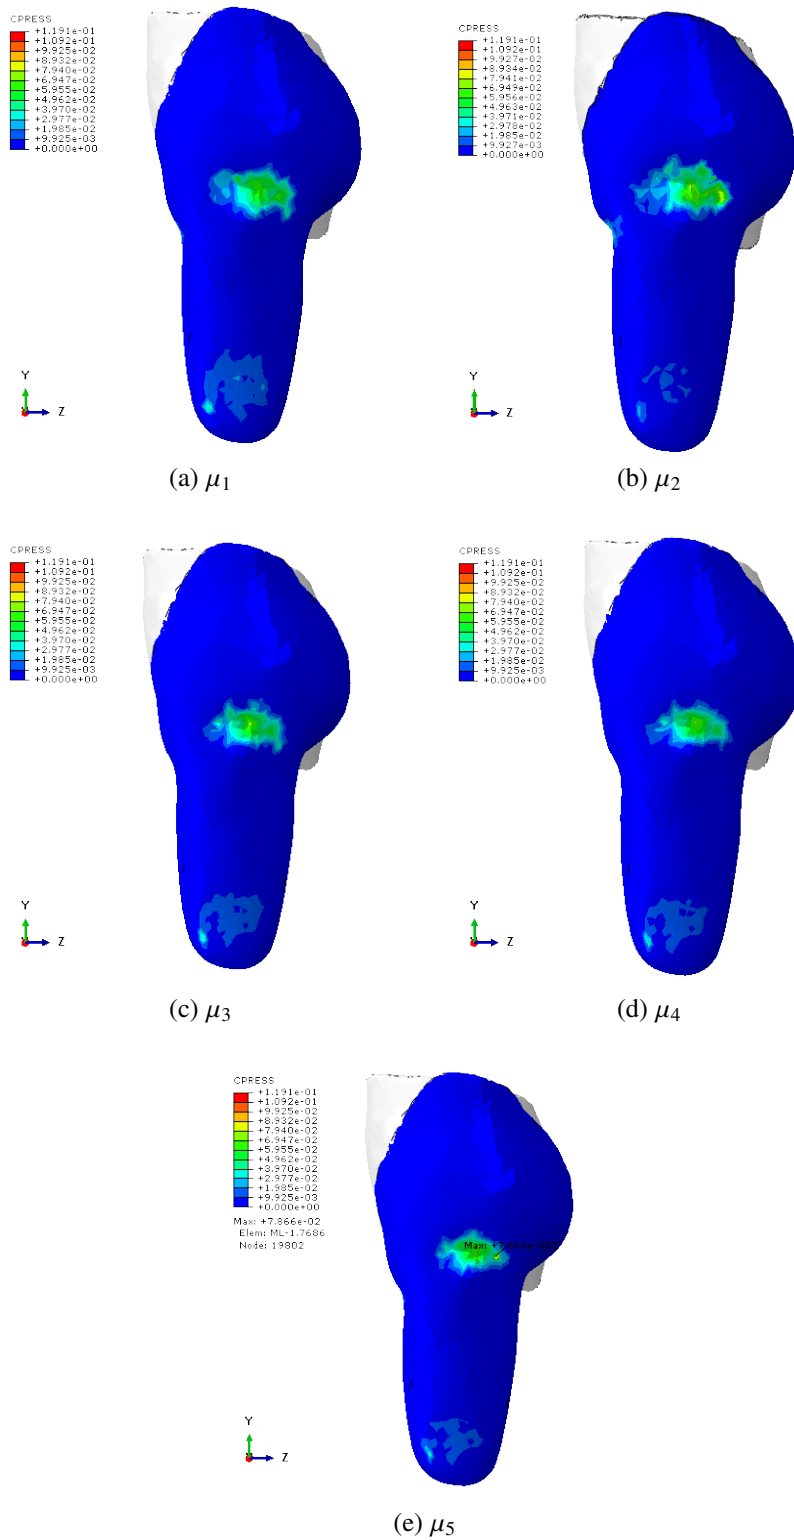 CPRESS
+1.191e-01
+1.092e-01
+9.925e-02
+8.932e-02
+7.940e-02
+6.947e-02
+5.955e-02
+4.962e-02
+3.970e-02
+2.977e-02
+1.985e-02
+9.925e-03
+0.000e+00
Y
Z
(a) μ1
CPRESS
+1.191e-01
+1.092e-01
+9.927e-02
+8.934e-02
+7.941e-02
+6.949e-02
+5.956e-02
+4.963e-02
+3.971e-02
+2.978e-02
+1.985e-02
+9.927e-03
+0.000e+00
Y
Z
(b) μ2
CPRESS
+1.191e-01
+1.092e-01
+9.925e-02
+8.932e-02
+7.940e-02
+6.947e-02
+5.955e-02
+4.962e-02
+3.970e-02
+2.977e-02
+1.985e-02
+9.925e-03
+0.000e+00
Y
Z
(c) μ3
CPRESS
+1.191e-01
+1.092e-01
+9.925e-02
+8.932e-02
+7.940e-02
+6.947e-02
+5.955e-02
+4.962e-02
+3.970e-02
+2.977e-02
+1.985e-02
+9.925e-03
+0.000e+00
Y
Z
(d) μ4
CPRESS
+1.191e-01
+1.092e-01
+9.925e-02
+8.932e-02
+7.940e-02
+6.947e-02
+5.955e-02
+4.962e-02
+3.970e-02
+2.977e-02
+1.985e-02
+9.925e-03
+0.000e+00
Max: +7.866e-02
Elem: ML-1.7686
Node: 19802
Max:
Y
Z
(e) μ5